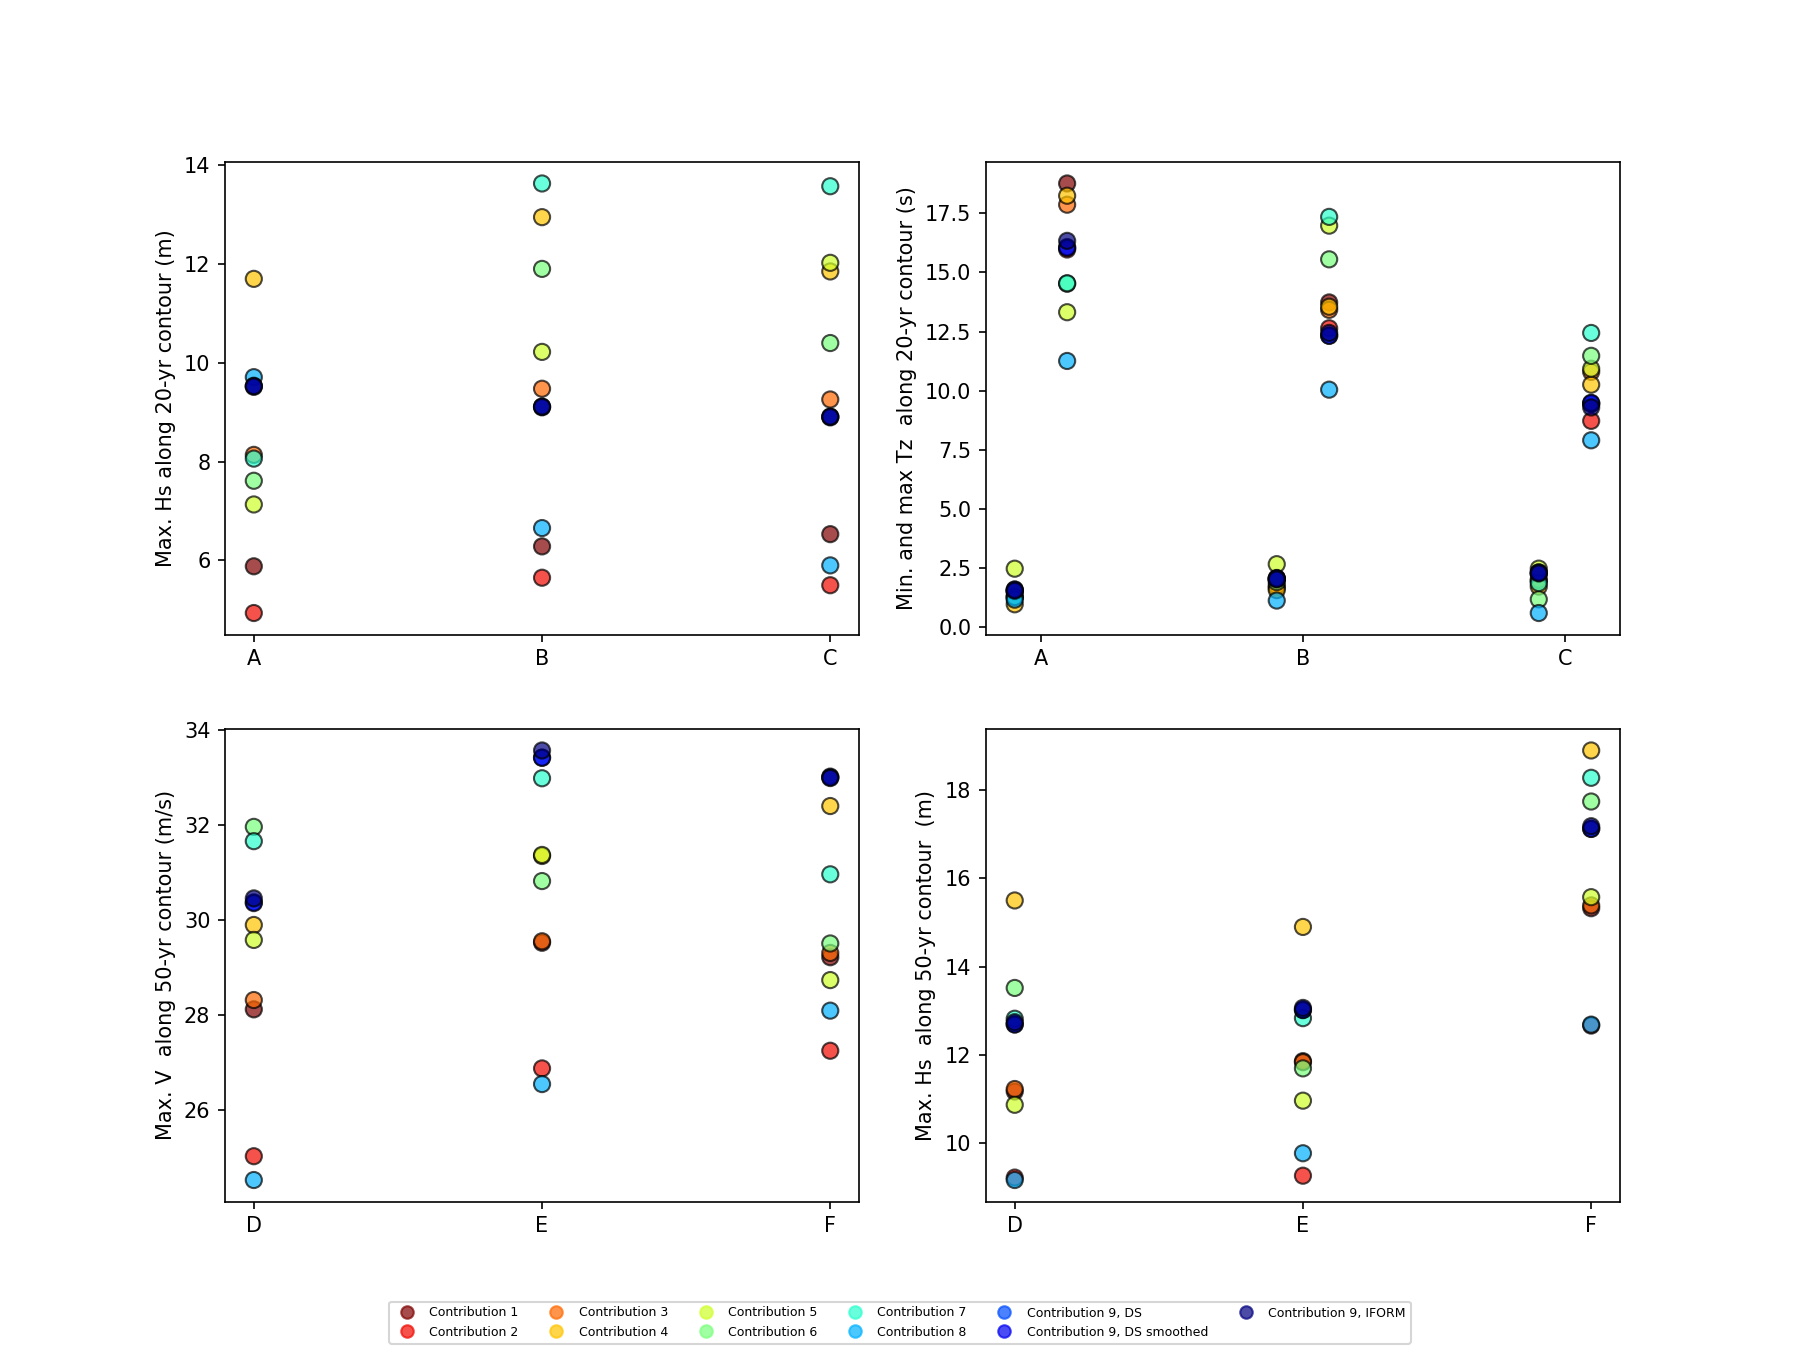 14
12
10
8
6
Max. Hs along 20-yr contour (m)
A B C
17.5
15.0
12.5
10.0
7.5
5.0
2.5
0.0
Min. and max Tz along 20-yr contour (s)
A B C
34
32
30
28
26
Max. V along 50-yr contour (m/s)
D E F
18
16
14
12
10
Max. Hs along 50-yr contour (m)
D E F
Contribution 1 Contribution 3 Contribution 5 Contribution 7 Contribution 9, DS Contribution 9, IFORM
Contribution 2 Contribution 4 Contribution 6 Contribution 8 Contribution 9, DS smoothed